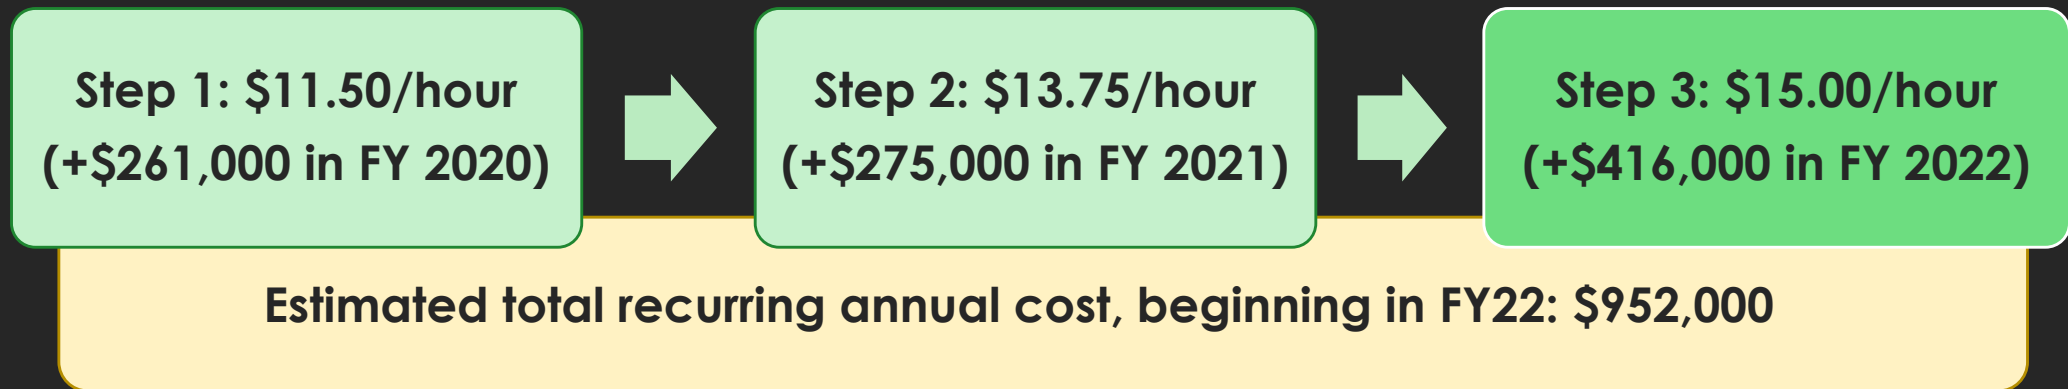 Step 1: $11.50/hour
(+$261,000 in FY 2020)
Step 2: $13.75/hour
(+$275,000 in FY 2021)
Step 3: $15.00/hour
(+$416,000 in FY 2022)
Estimated total recurring annual cost, beginning in FY22: $952,000